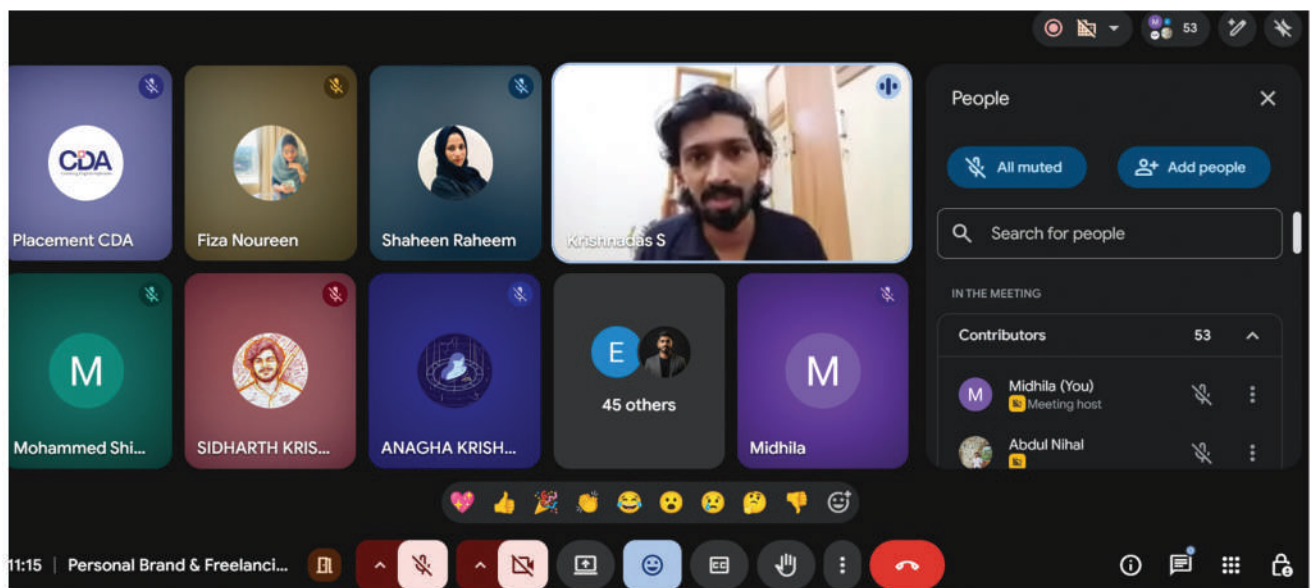 53
People
All muted
Add people
Search for people
IN THE MEETING
Contributors 53
M Midhila (You)
Meeting host
Abdul Nihal
CDA
Placement CDA
Fiza Noureen
Shaheen Raheem
Krishnadas S
M
Mohammed Shi...
SIDHARTH KRIS...
ANAGHA KRISH...
E
45 others
M
Midhila
11:15 | Personal Brand & Freelanci...
CC